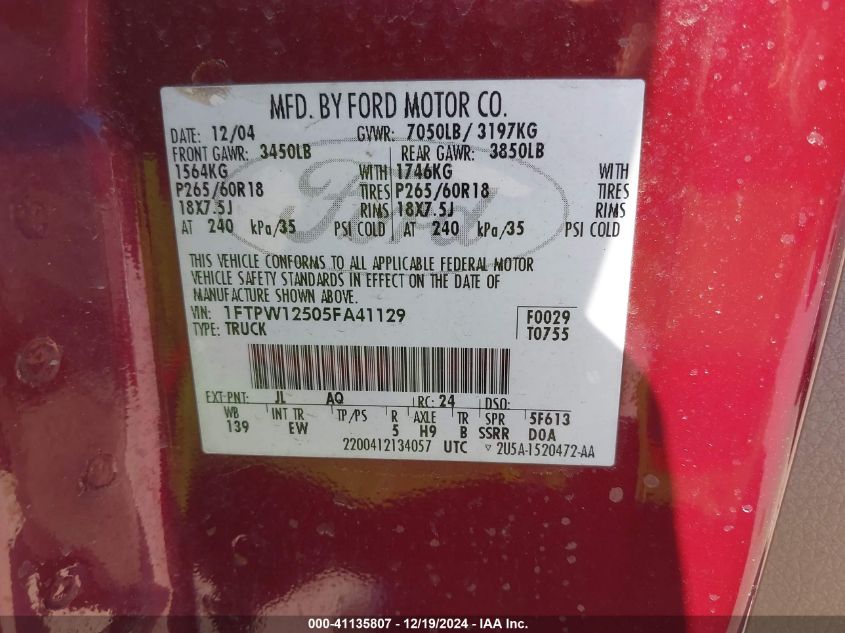 MFD. BY FORD MOTOR CO.
DATE: 12/04 GVWR: 7050LB/ 3197KG
FRONT GAWR: 3450LB REAR GAWR: 3850LB
1564KG WITH 1746KG WITH
P265/60R18 TIRES P265/60R18 TIRES
18X7.5J RIMS 18X7.5J RIMS
AT 240 kPa/35 PSI COLD AT 240 kPa/35 PSI COLD
THIS VEHICLE CONFORMS TO ALL APPLICABLE FEDERAL MOTOR
VEHICLE SAFETY STANDARDS IN EFFECT ON THE DATE OF
MANUFACTURE SHOWN ABOVE.
VIN: 1FTPW12505FA41129 F0029
TYPE: TRUCK T0755
EXT PNT: JL AQ RC: 24 DSO:
WB INT TR TP/PS R AXLE TR SPR 5F613
139 EW 5 H9 B SSRR DOA
2200412134057 UTC ▽ 2U5A-1520472-AA
Ford
000-41135807 - 12/19/2024 - IAA Inc.